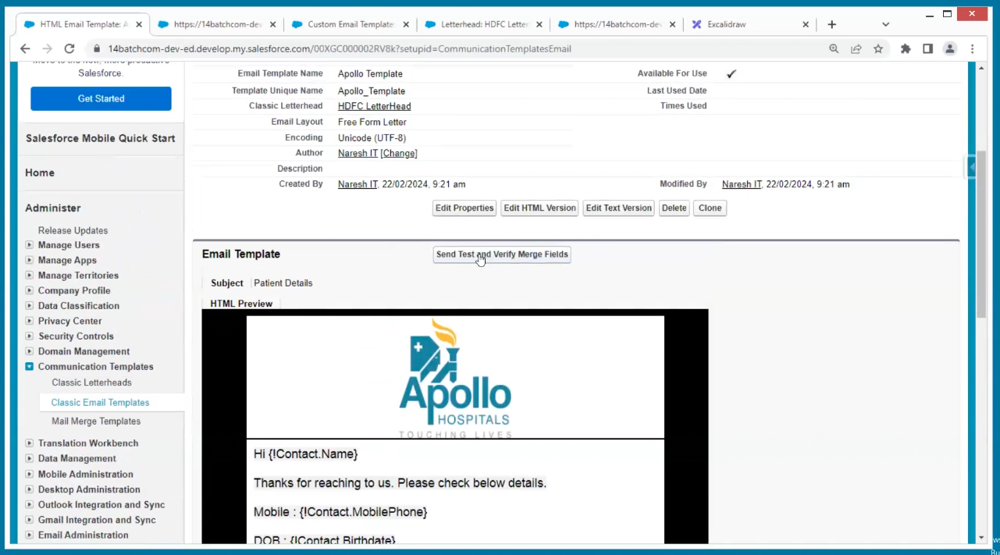 HTML Email Template: A
https://14batchcom-dev
Custom Email Template:
Letterhead: HDFC Letter
https://14batchcom-dev
Excalidraw
14batchcom-dev-ed.develop.my.salesforce.com/00XGC000002RV8k?setupid=CommunicationTemplatesEmail
Salesforce.
Get Started
Salesforce Mobile Quick Start
Home
Administer
Release Updates
Manage Users
Manage Apps
Manage Territories
Company Profile
Data Classification
Privacy Center
Security Controls
Domain Management
Communication Templates
Classic Letterheads
Classic Email Templates
Mail Merge Templates
Translation Workbench
Data Management
Mobile Administration
Desktop Administration
Outlook Integration and Sync
Gmail Integration and Sync
Email Administration
Email Template Name Apollo Template Available For Use
Template Unique Name Apollo_Template Last Used Date
Classic Letterhead HDFC LetterHead Times Used
Email Layout Free Form Letter
Encoding Unicode (UTF-8)
Author Naresh IT [Change]
Description
Created By Naresh IT, 22/02/2024, 9:21 am Modified By Naresh IT, 22/02/2024, 9:21 am
Edit Properties Edit HTML Version Edit Text Version Delete Clone
Email Template Send Test and Verify Merge Fields
Subject Patient Details
HTML Preview
Apollo
HOSPITALS
TOUCHING LIVES
Hi {!Contact.Name}
Thanks for reaching to us. Please check below details.
Mobile : {!Contact.MobilePhone}
DOB : {!Contact.Birthdate}